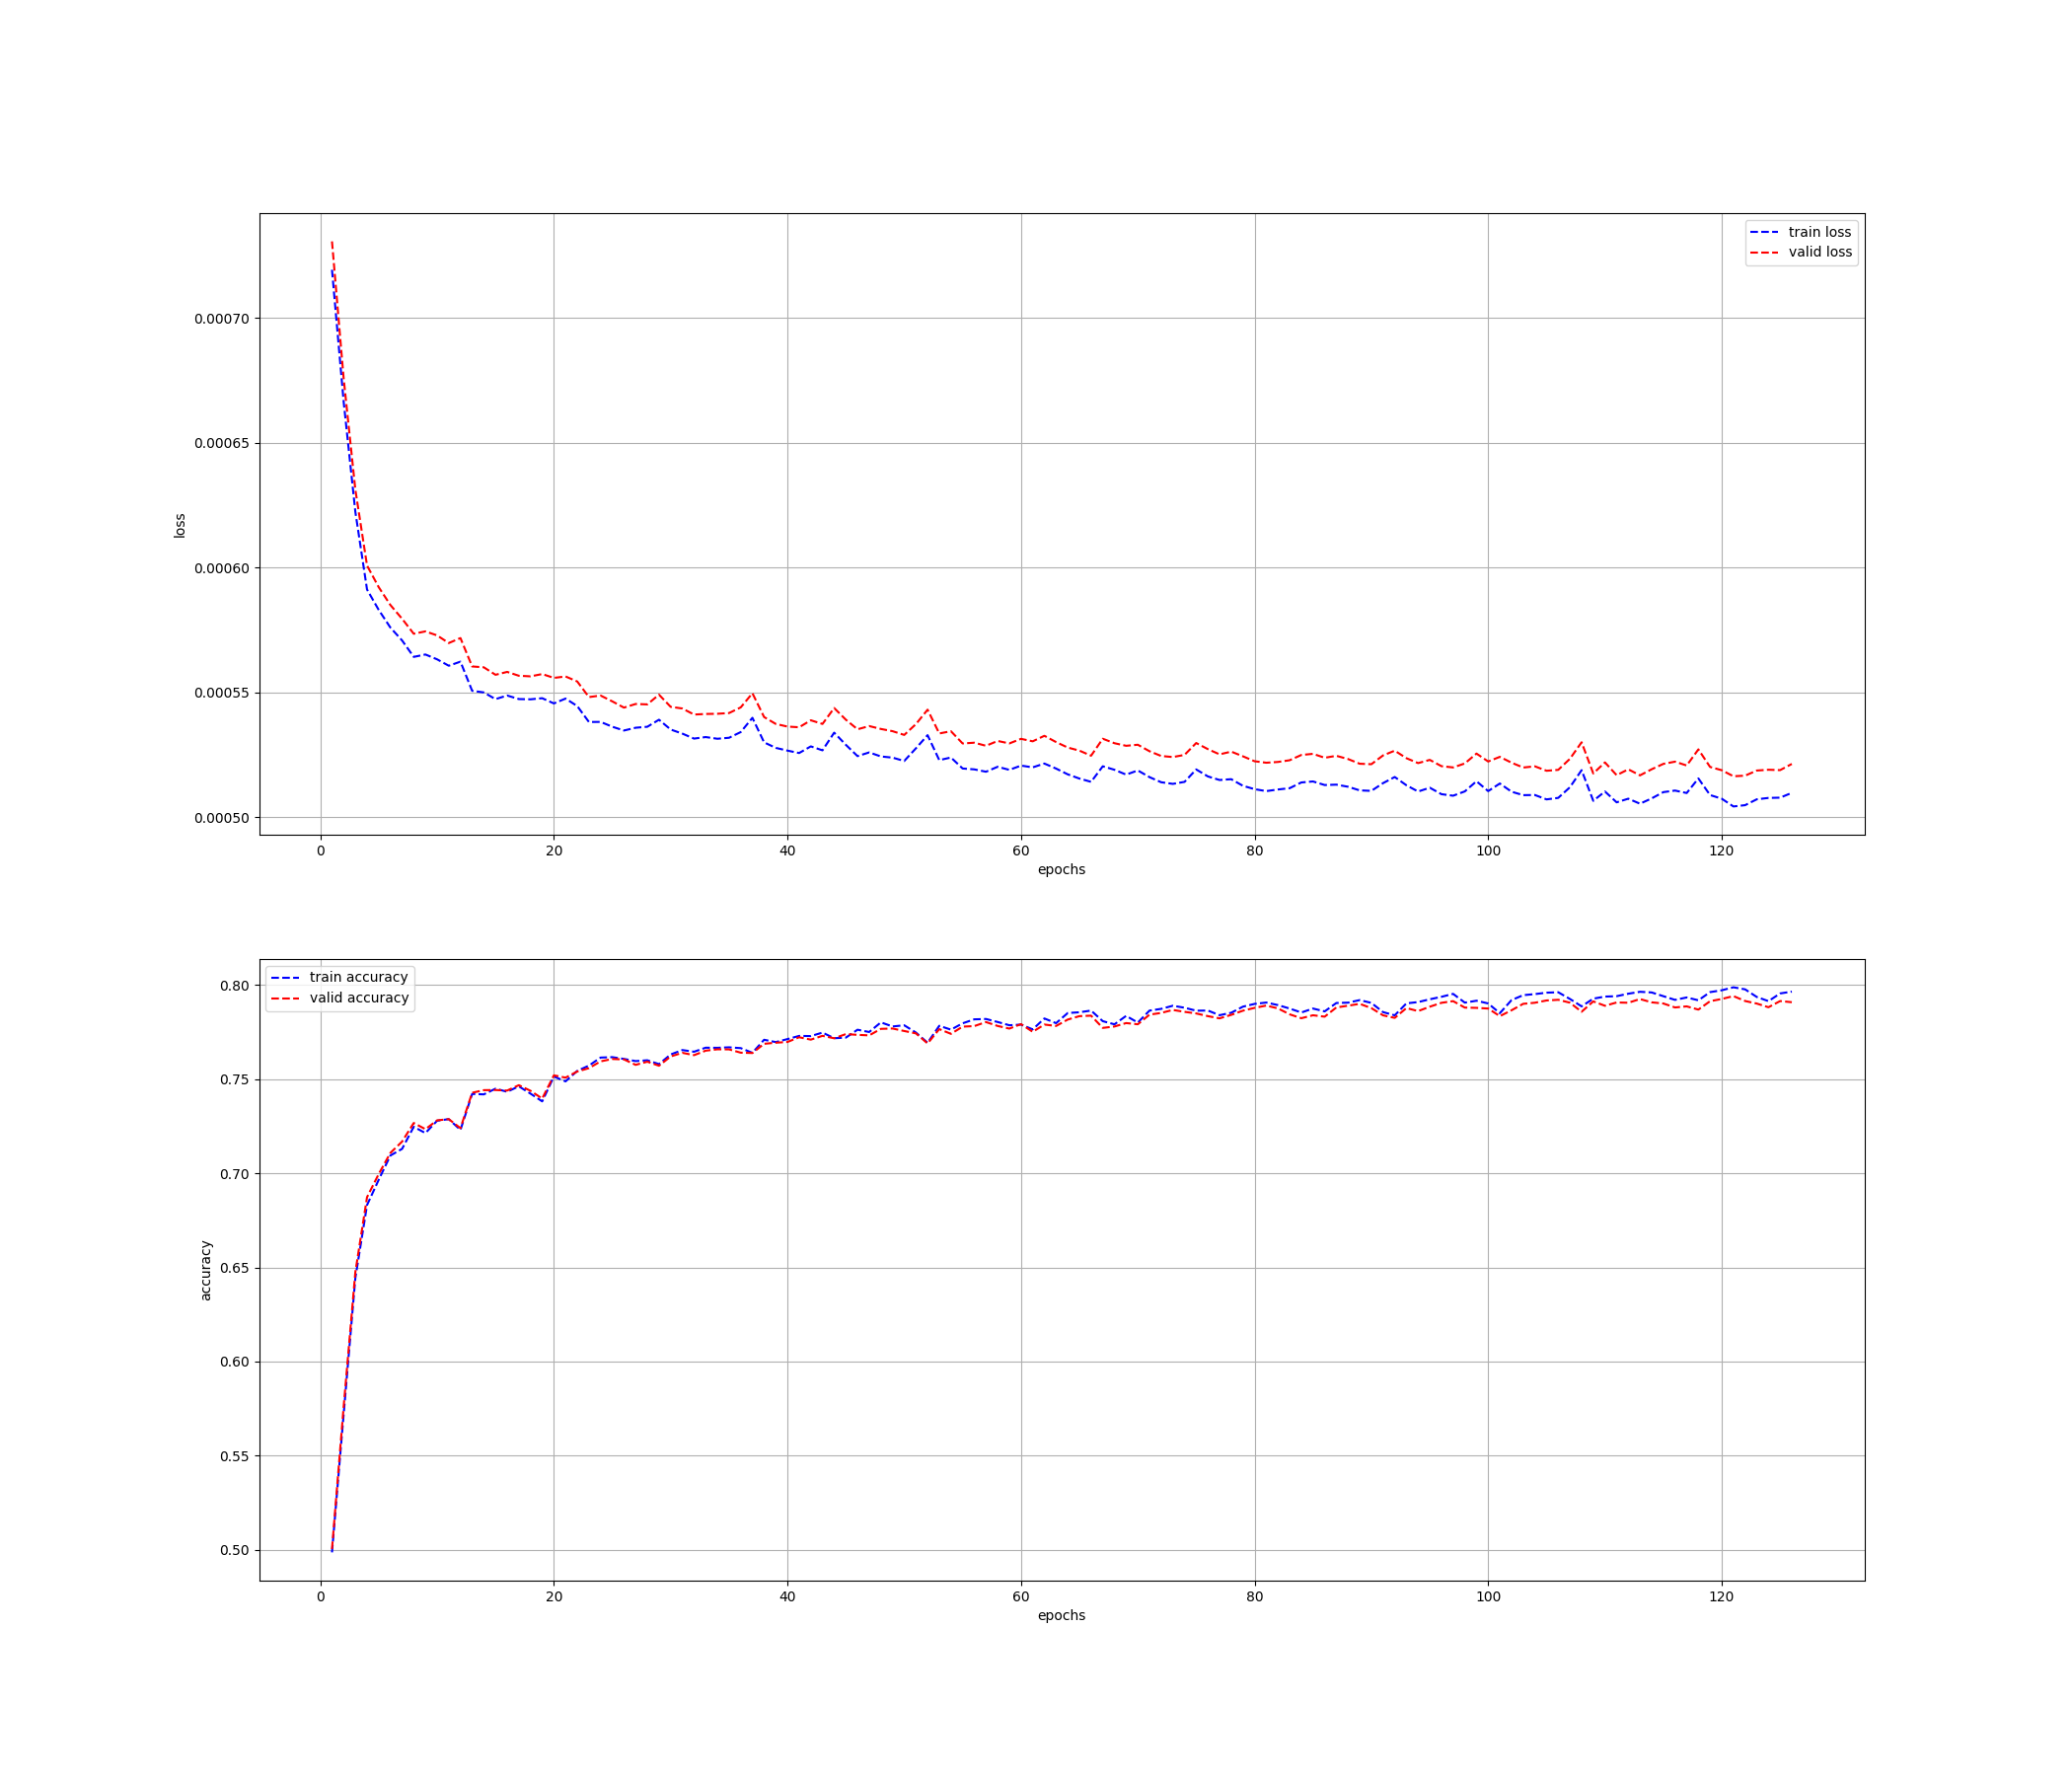 train loss
valid loss
0.00070
0.00065
0.00060
0.00055
0.00050
loss
0 20 40 60 80 100 120
epochs
train accuracy
valid accuracy
0.80
0.75
0.70
0.65
0.60
0.55
0.50
accuracy
0 20 40 60 80 100 120
epochs